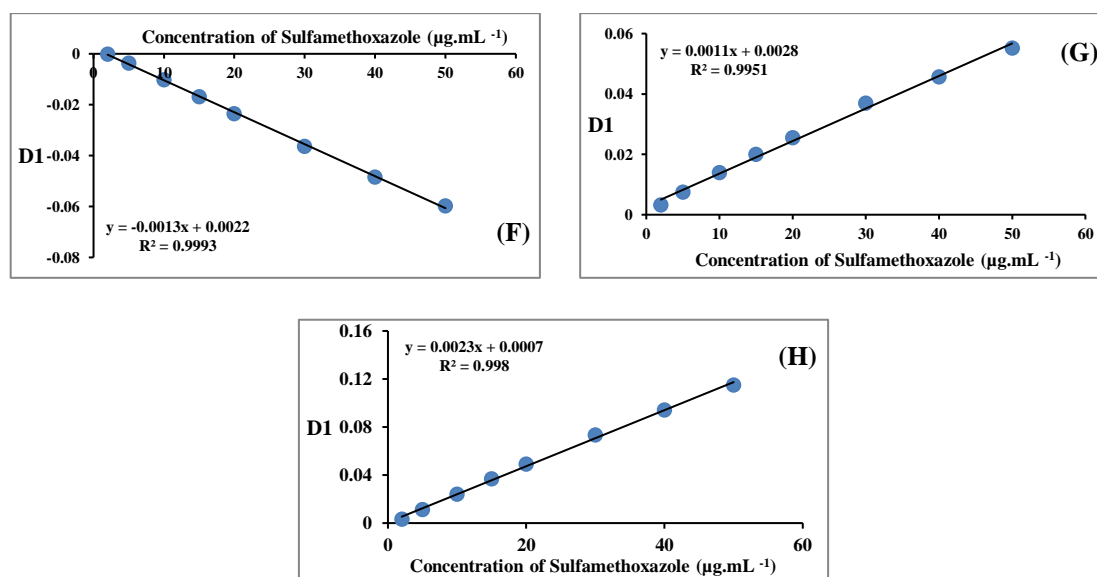 Concentration of Sulfamethoxazole (µg.mL -1)
0
0 10 20 30 40 50 60
-0.02
D1
-0.04
-0.06
-0.08
y = -0.0013x + 0.0022
R² = 0.9993
(F)
0.06
y = 0.0011x + 0.0028
R² = 0.9951
(G)
0.04
D1
0.02
0
0 10 20 30 40 50 60
Concentration of Sulfamethoxazole (µg.mL -1)
0.16
y = 0.0023x + 0.0007
R² = 0.998
(H)
0.12
D1
0.08
0.04
0
0 20 40 60
Concentration of Sulfamethoxazole (µg.mL -1)